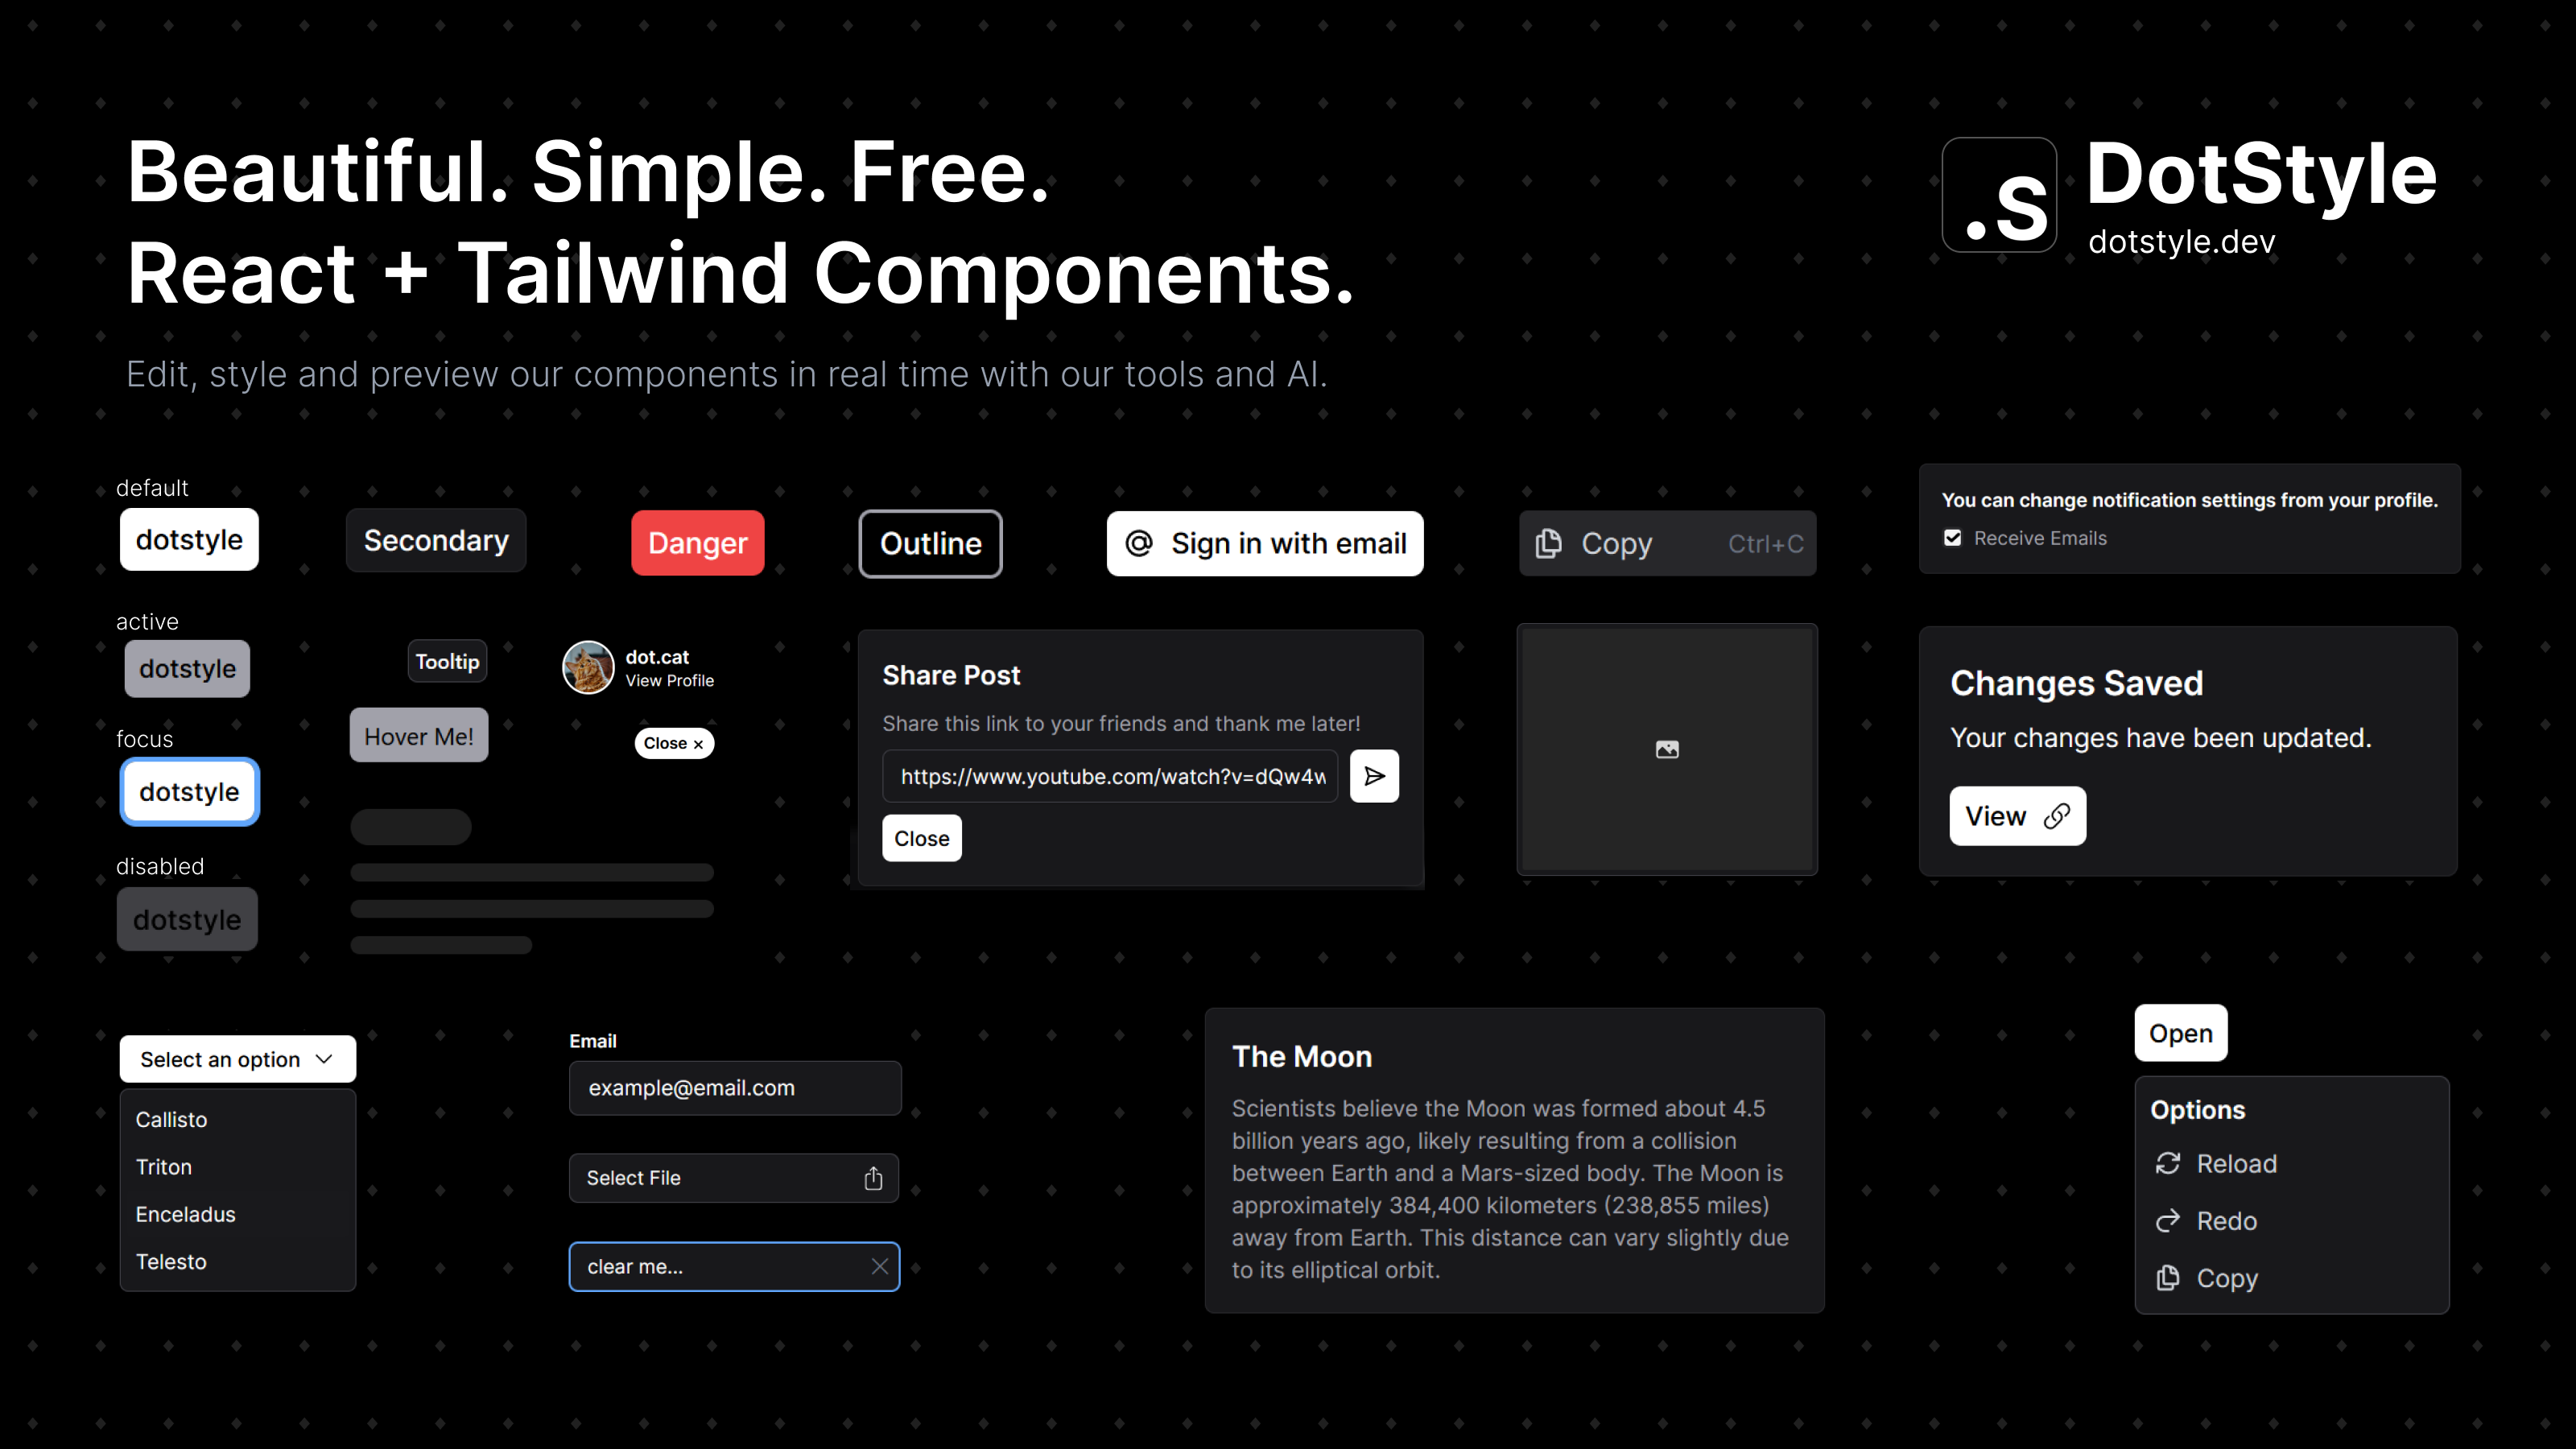 Beautiful. Simple. Free.
React + Tailwind Components.
Edit, style and preview our components in real time with our tools and AI.
.s
DotStyle
dotstyle.dev
default
dotstyle
Secondary
Danger
Outline
Sign in with email
Copy
Ctrl+C
You can change notification settings from your profile.
Receive Emails
active
dotstyle
focus
dotstyle
disabled
dotstyle
Tooltip
Hover Me!
dot.cat
View Profile
Close ×
Share Post
Share this link to your friends and thank me later!
https://www.youtube.com/watch?v=dQw4w
Close
Changes Saved
Your changes have been updated.
View
Select an option
Callisto
Triton
Enceladus
Telesto
Email
example@email.com
Select File
clear me...
The Moon
Scientists believe the Moon was formed about 4.5
billion years ago, likely resulting from a collision
between Earth and a Mars-sized body. The Moon is
approximately 384,400 kilometers (238,855 miles)
away from Earth. This distance can vary slightly due
to its elliptical orbit.
Open
Options
Reload
Redo
Copy